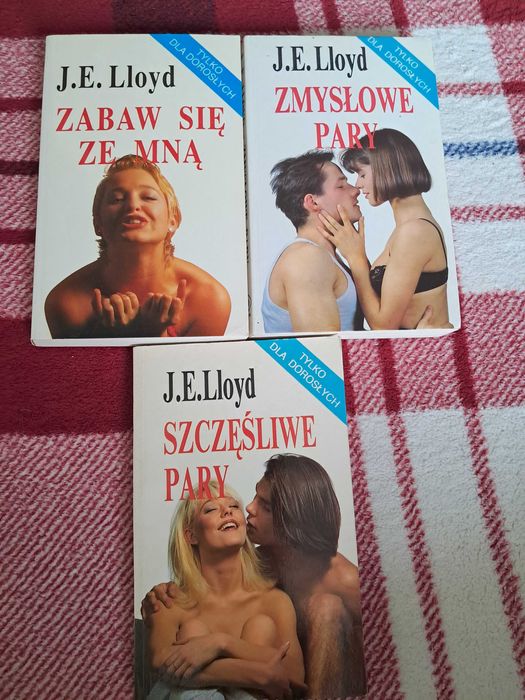 TYLKO
DLA DOROSŁYCH
J.E. Lloyd
ZABAW SIĘ
ZE MNĄ
TYLKO
DLA DOROSŁYCH
J.E. Lloyd
ZMYSŁOWE
PARY
TYLKO
DLA DOROSŁYCH
J.E.Lloyd
SZCZĘŚLIWE
PARY